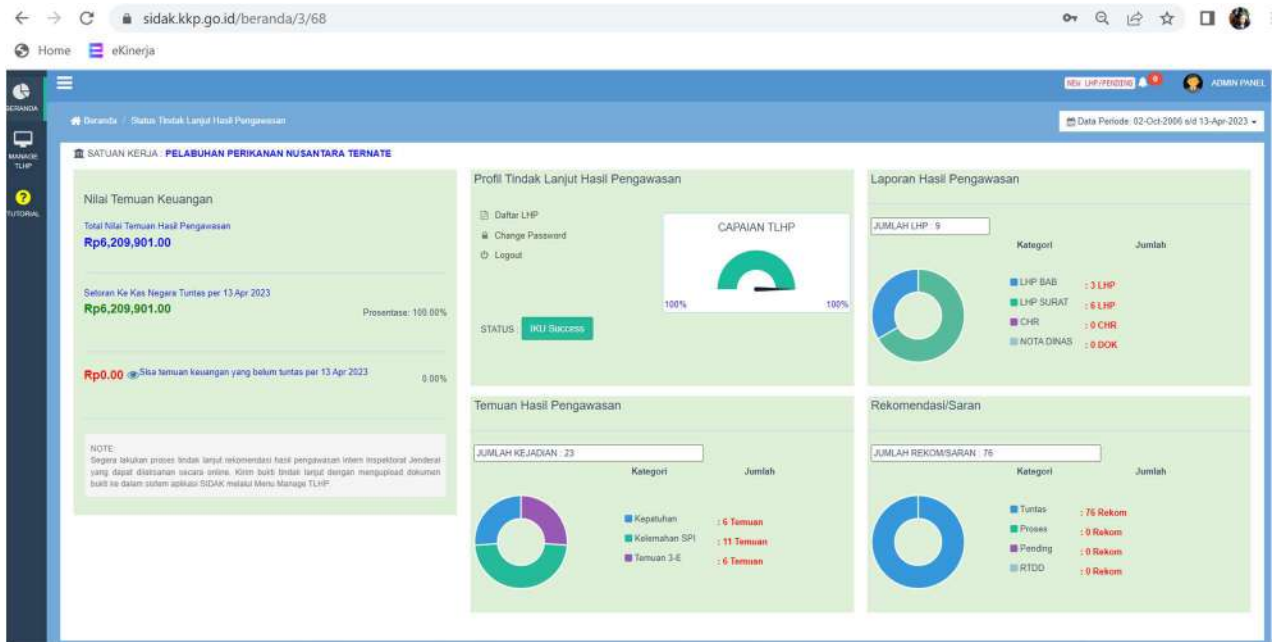 sidak.kkp.go.id/beranda/3/68
Home eKinerja
NEW LHP/PENDING 0 ADMIN PANEL
BERANDA
MANAGE TLHP
TUTORIAL
Beranda / Status Tindak Lanjut Hasil Pengawasan
Data Periode: 02-Oct-2006 s/d 13-Apr-2023
SATUAN KERJA : PELABUHAN PERIKANAN NUSANTARA TERNATE
Nilai Temuan Keuangan
Total Nilai Temuan Hasil Pengawasan
Rp6,209,901.00
Setoran Ke Kas Negara Tuntas per 13 Apr 2023
Rp6,209,901.00
Prosentase: 100.00%
Rp0.00 Sisa temuan keuangan yang belum tuntas per 13 Apr 2023
0.00%
NOTE:
Segera lakukan proses tindak lanjut rekomendasi hasil pengawasan intern Inspektorat Jenderal
yang dapat dilaksanan secara online. Kirim bukti tindak lanjut dengan mengupload dokumen
bukti ke dalam sistem aplikasi SIDAK melalui Menu Manage TLHP
Profil Tindak Lanjut Hasil Pengawasan
Daftar LHP
Change Password
Logout
CAPAIAN TLHP
100% 100%
STATUS : IKU Success
Laporan Hasil Pengawasan
JUMLAH LHP : 9
Kategori Jumlah
LHP BAB : 3 LHP
LHP SURAT : 6 LHP
CHR : 0 CHR
NOTA DINAS : 0 DOK
Temuan Hasil Pengawasan
JUMLAH KEJADIAN : 23
Kategori Jumlah
Kepatuhan : 6 Temuan
Kelemahan SPI : 11 Temuan
Temuan 3-E : 6 Temuan
Rekomendasi/Saran
JUMLAH REKOM/SARAN : 76
Kategori Jumlah
Tuntas : 76 Rekom
Proses : 0 Rekom
Pending : 0 Rekom
RTDD : 0 Rekom